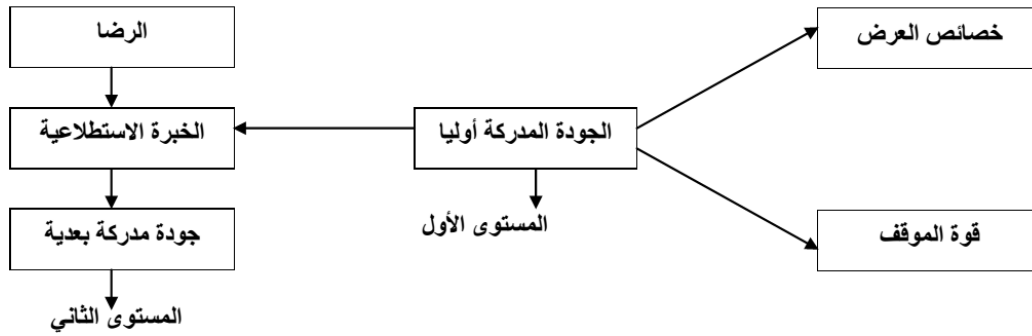 خصائص العرض
الرضا
الجودة المدركة أوليا
الخبرة الاستطلاعية
المستوى الأول
قوة الموقف
جودة مدركة بعدية
المستوى الثاني